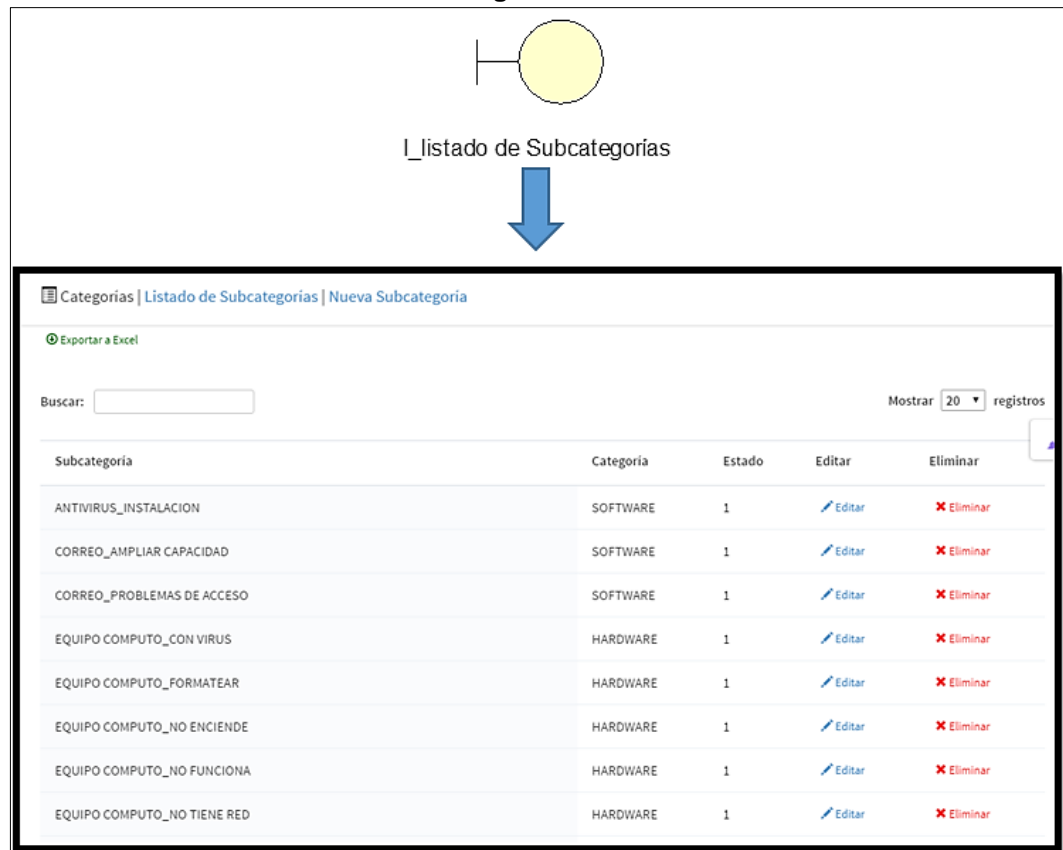 I_listado de Subcategorías
Categorias | Listado de Subcategorias | Nueva Subcategoria
Exportar a Excel
Buscar: Mostrar 20 registros
Subcategoría Categoría Estado Editar Eliminar
ANTIVIRUS_INSTALACION SOFTWARE 1 Editar Eliminar
CORREO_AMPLIAR CAPACIDAD SOFTWARE 1 Editar Eliminar
CORREO_PROBLEMAS DE ACCESO SOFTWARE 1 Editar Eliminar
EQUIPO COMPUTO_CON VIRUS HARDWARE 1 Editar Eliminar
EQUIPO COMPUTO_FORMATEAR HARDWARE 1 Editar Eliminar
EQUIPO COMPUTO_NO ENCIENDE HARDWARE 1 Editar Eliminar
EQUIPO COMPUTO_NO FUNCIONA HARDWARE 1 Editar Eliminar
EQUIPO COMPUTO_NO TIENE RED HARDWARE 1 Editar Eliminar